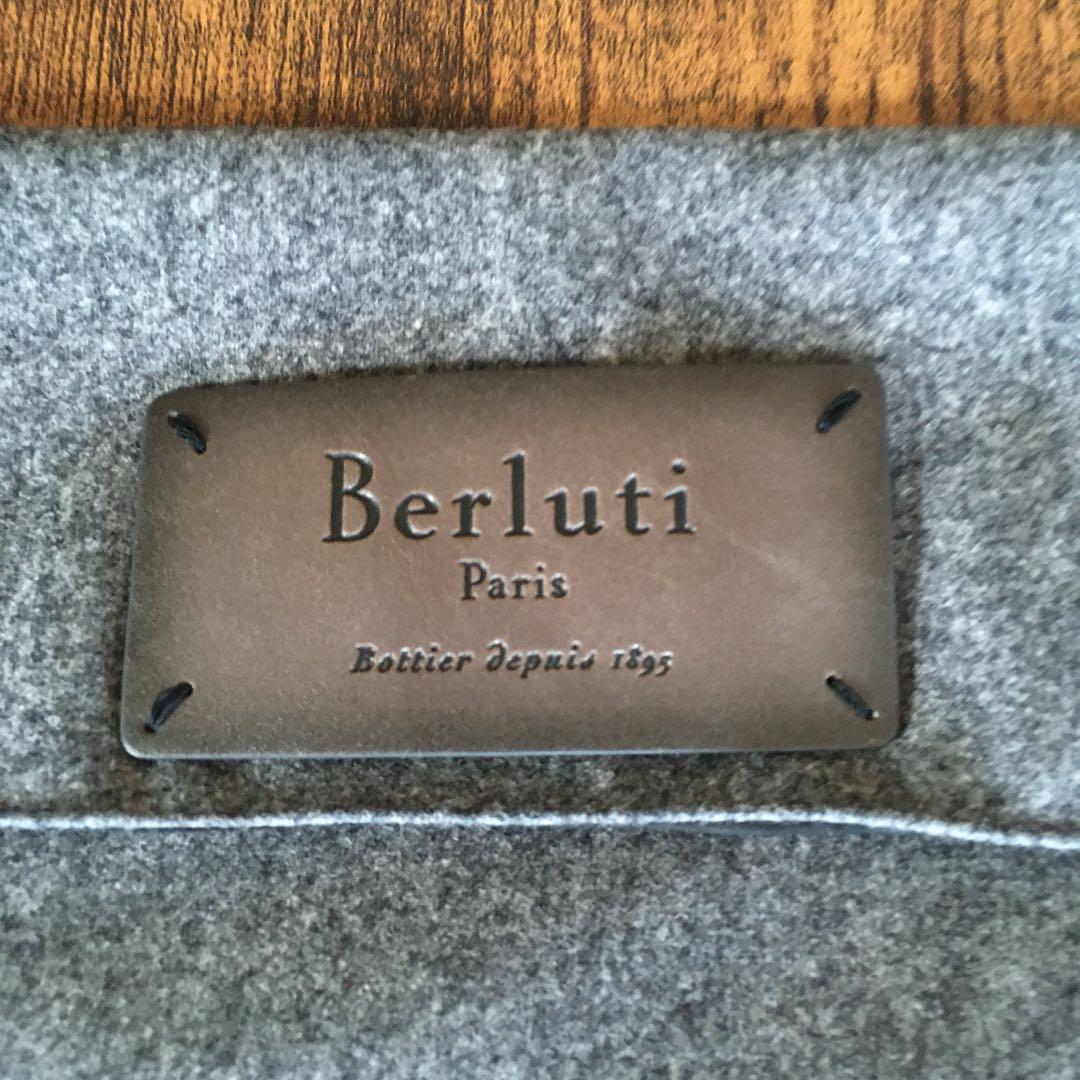 Berluti
Paris
Bottier depuis 1895